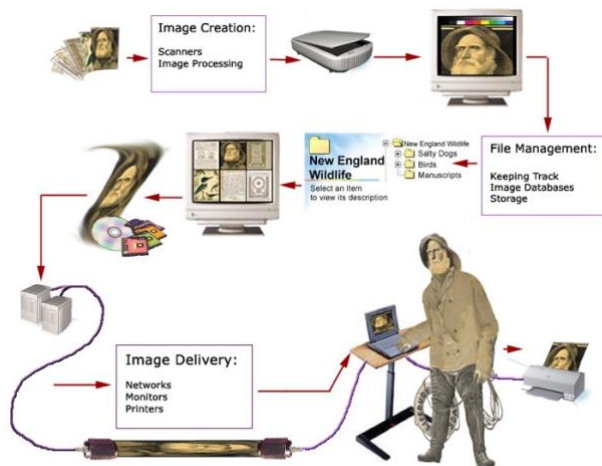 Image Creation:
Scanners
Image Processing
File Management:
Keeping Track
Image Databases
Storage
New England Wildlife
Salty Dogs
Birds
Manuscripts
New England
Wildlife
Select an Item
to view its description
Image Delivery:
Networks
Monitors
Printers